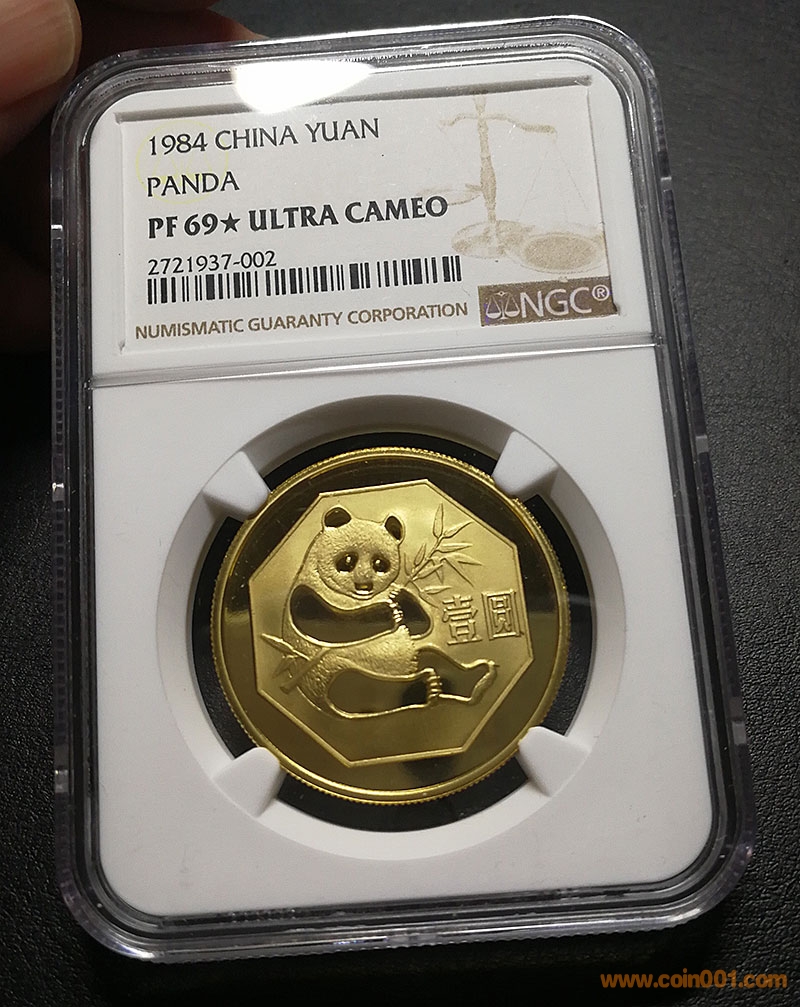 1984 CHINA YUAN
PANDA
PF 69★ ULTRA CAMEO
2721937-002
NUMISMATIC GUARANTY CORPORATION
NGC®
壹圆
www.coin001.com